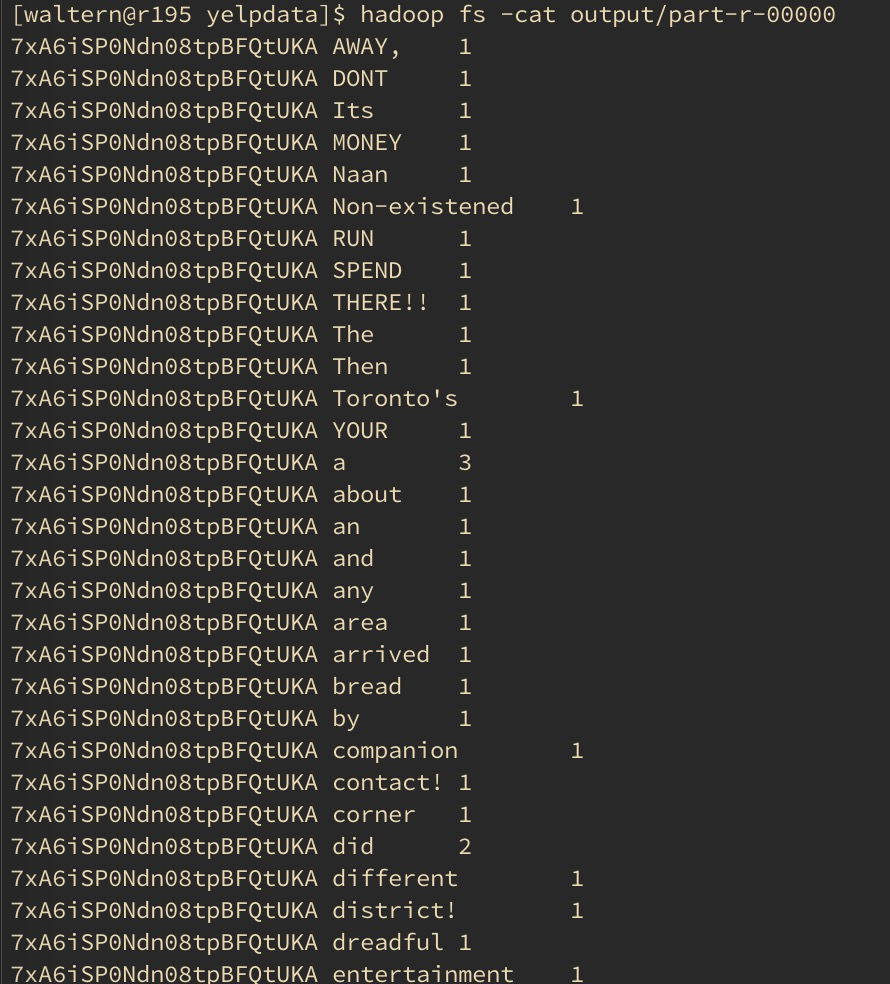 [waltern@r195 yelpdata]$ hadoop fs -cat output/part-r-00000
7xA6iSP0Ndn08tpBFQtUKA AWAY, 1
7xA6iSP0Ndn08tpBFQtUKA DONT 1
7xA6iSP0Ndn08tpBFQtUKA Its 1
7xA6iSP0Ndn08tpBFQtUKA MONEY 1
7xA6iSP0Ndn08tpBFQtUKA Naan 1
7xA6iSP0Ndn08tpBFQtUKA Non-existened 1
7xA6iSP0Ndn08tpBFQtUKA RUN 1
7xA6iSP0Ndn08tpBFQtUKA SPEND 1
7xA6iSP0Ndn08tpBFQtUKA THERE!! 1
7xA6iSP0Ndn08tpBFQtUKA The 1
7xA6iSP0Ndn08tpBFQtUKA Then 1
7xA6iSP0Ndn08tpBFQtUKA Toronto's 1
7xA6iSP0Ndn08tpBFQtUKA YOUR 1
7xA6iSP0Ndn08tpBFQtUKA a 3
7xA6iSP0Ndn08tpBFQtUKA about 1
7xA6iSP0Ndn08tpBFQtUKA an 1
7xA6iSP0Ndn08tpBFQtUKA and 1
7xA6iSP0Ndn08tpBFQtUKA any 1
7xA6iSP0Ndn08tpBFQtUKA area 1
7xA6iSP0Ndn08tpBFQtUKA arrived 1
7xA6iSP0Ndn08tpBFQtUKA bread 1
7xA6iSP0Ndn08tpBFQtUKA by 1
7xA6iSP0Ndn08tpBFQtUKA companion 1
7xA6iSP0Ndn08tpBFQtUKA contact! 1
7xA6iSP0Ndn08tpBFQtUKA corner 1
7xA6iSP0Ndn08tpBFQtUKA did 2
7xA6iSP0Ndn08tpBFQtUKA different 1
7xA6iSP0Ndn08tpBFQtUKA district! 1
7xA6iSP0Ndn08tpBFQtUKA dreadful 1
7xA6iSP0Ndn08tpBFQtUKA entertainment 1